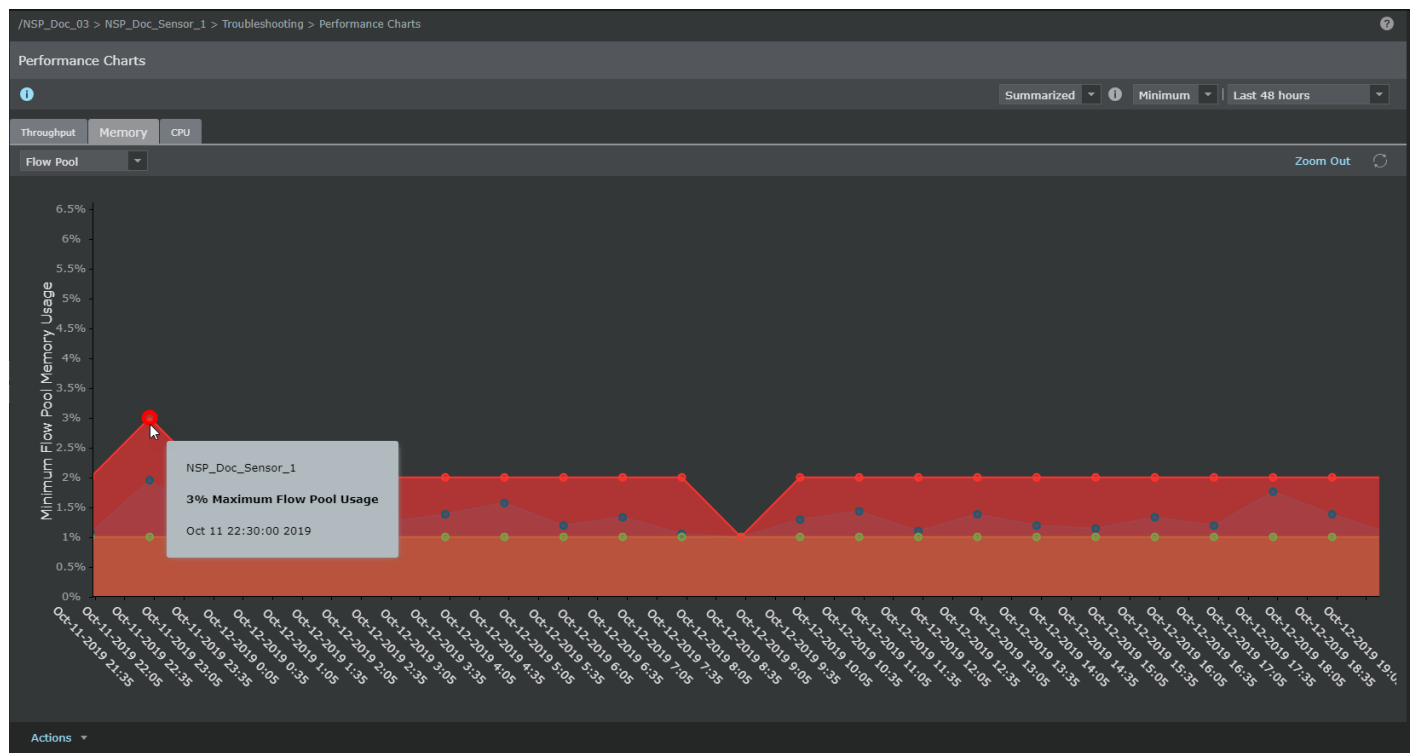 /NSP_Doc_03 > NSP_Doc_Sensor_1 > Troubleshooting > Performance Charts
?
Performance Charts
i
Summarized
i
Minimum
|
Last 48 hours
Throughput
Memory
CPU
Flow Pool
Zoom Out
Minimum Flow Pool Memory Usage
6.5%
6%
5.5%
5%
4.5%
4%
3.5%
3%
2.5%
2%
1.5%
1%
0.5%
0%
NSP_Doc_Sensor_1
3% Maximum Flow Pool Usage
Oct 11 22:30:00 2019
Oct-11-2019 21:35
Oct-11-2019 22:05
Oct-11-2019 22:35
Oct-11-2019 23:05
Oct-11-2019 23:35
Oct-12-2019 0:05
Oct-12-2019 0:35
Oct-12-2019 1:05
Oct-12-2019 1:35
Oct-12-2019 2:05
Oct-12-2019 2:35
Oct-12-2019 3:05
Oct-12-2019 3:35
Oct-12-2019 4:05
Oct-12-2019 4:35
Oct-12-2019 5:05
Oct-12-2019 5:35
Oct-12-2019 6:05
Oct-12-2019 6:35
Oct-12-2019 7:05
Oct-12-2019 7:35
Oct-12-2019 8:05
Oct-12-2019 8:35
Oct-12-2019 9:05
Oct-12-2019 9:35
Oct-12-2019 10:05
Oct-12-2019 10:35
Oct-12-2019 11:05
Oct-12-2019 11:35
Oct-12-2019 12:05
Oct-12-2019 12:35
Oct-12-2019 13:05
Oct-12-2019 13:35
Oct-12-2019 14:05
Oct-12-2019 14:35
Oct-12-2019 15:05
Oct-12-2019 15:35
Oct-12-2019 16:05
Oct-12-2019 16:35
Oct-12-2019 17:05
Oct-12-2019 17:35
Oct-12-2019 18:05
Oct-12-2019 18:35
Oct-12-2019 19:0
Actions